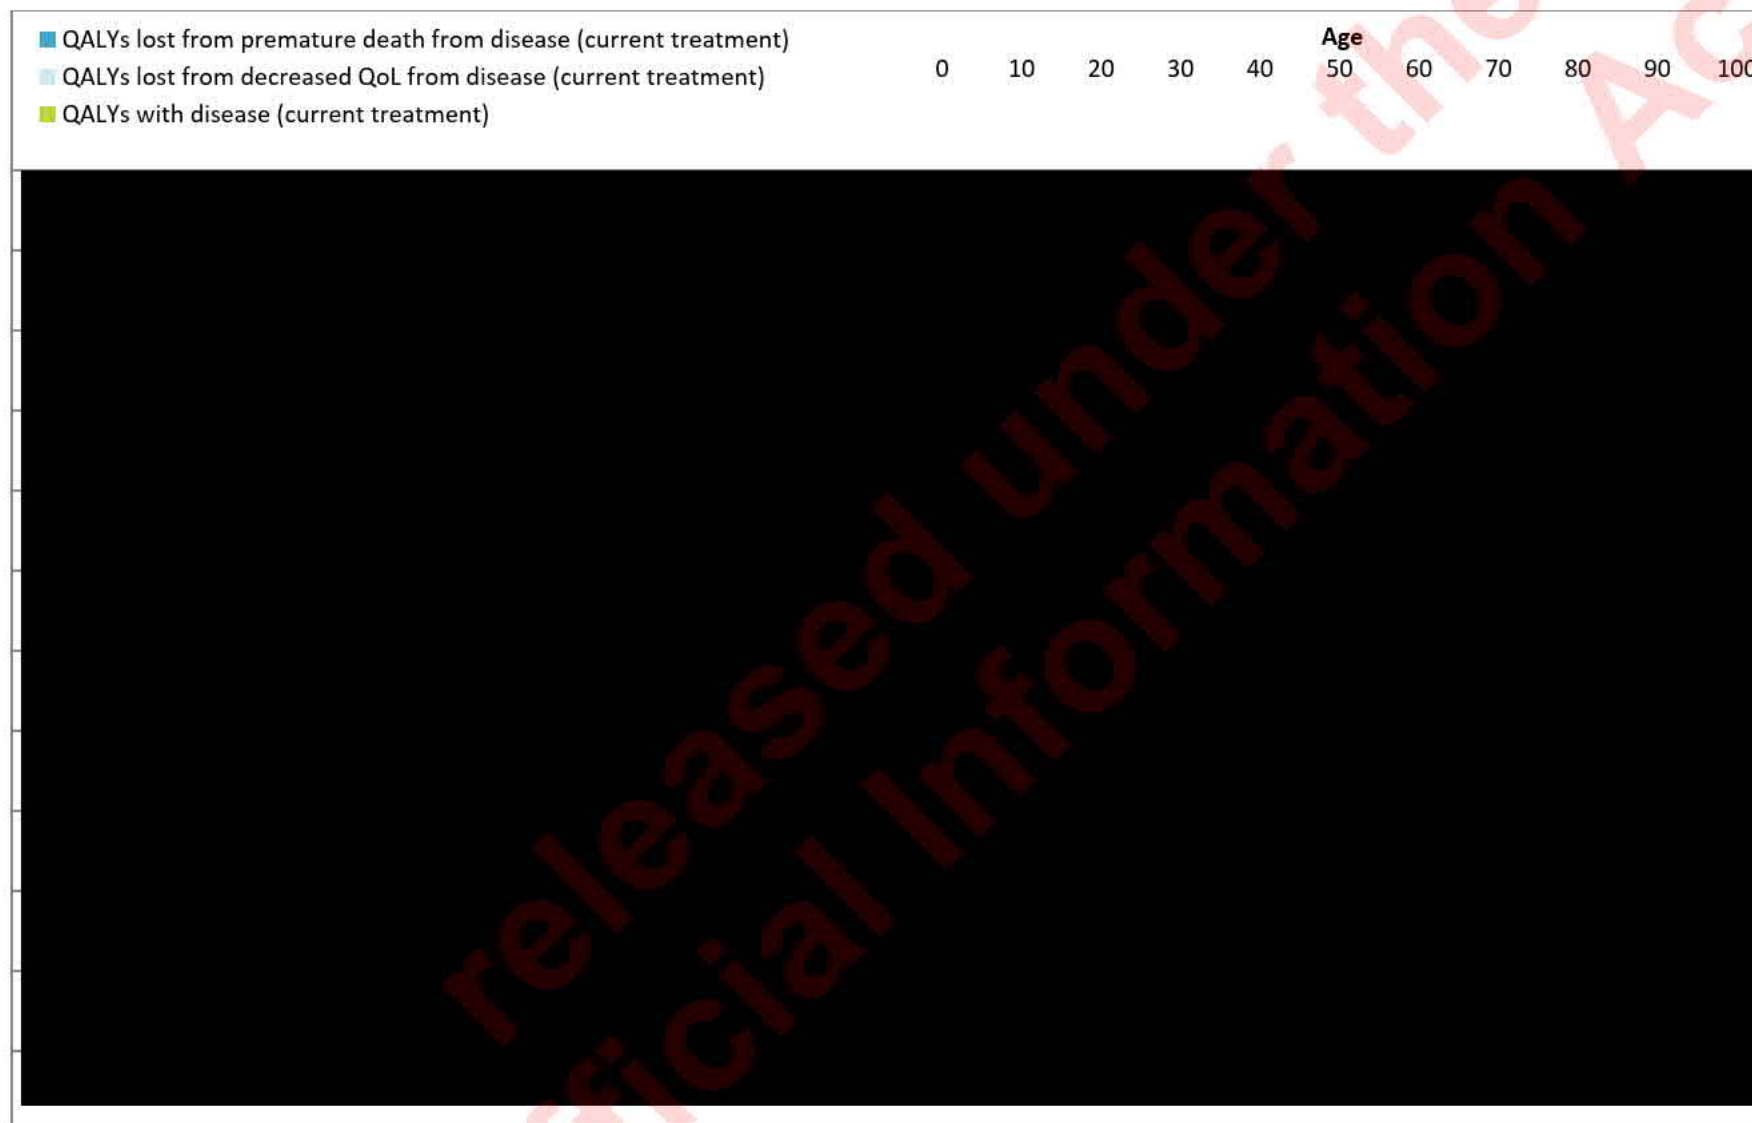 QALYs lost from premature death from disease (current treatment)
QALYs lost from decreased QoL from disease (current treatment)
QALYs with disease (current treatment)
Age
0 10 20 30 40 50 60 70 80 90 100
released under the
ficial Information Ac